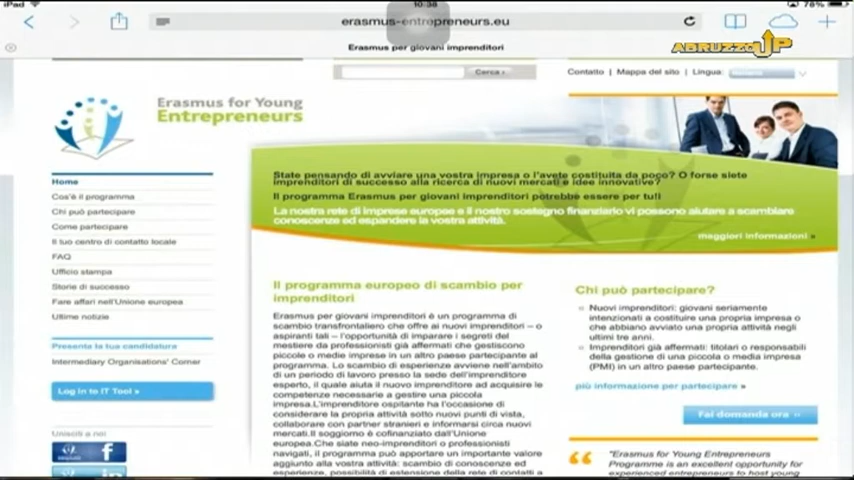 iPad
10:38
78%
erasmus-entrepreneurs.eu
Erasmus per giovani imprenditori
ABRUZZO UP
Cerca ›
Contatto | Mappa del sito | Lingua:
Erasmus for Young
Entrepreneurs
State pensando di avviare una vostra impresa o l'avete costituita da poco? O forse siete
imprenditori di successo alla ricerca di nuovi mercati e idee innovative?
Il programma Erasmus per giovani imprenditori potrebbe essere per tu!!
La nostra rete di imprese europee e il nostro sostegno finanziario vi possono aiutare a scambiare
conoscenze ed espandere la vostra attività.
maggiori informazioni »
Home
Cos'è il programma
Chi può partecipare
Come partecipare
Il tuo centro di contatto locale
FAQ
Ufficio stampa
Storie di successo
Fare affari nell'Unione europea
Ultime notizie
Presenta la tua candidatura
Intermediary Organisations' Corner
Log in to IT Tool »
Unisciti a noi
f
in
Il programma europeo di scambio per
imprenditori
Erasmus per giovani imprenditori è un programma di
scambio transfrontaliero che offre ai nuovi imprenditori – o
aspiranti tali – l'opportunità di imparare i segreti del
mestiere da professionisti già affermati che gestiscono
piccole o medie imprese in un altro paese partecipante al
programma. Lo scambio di esperienze avviene nell'ambito
di un periodo di lavoro presso la sede dell'imprenditore
esperto, il quale aiuta il nuovo imprenditore ad acquisire le
competenze necessarie a gestire una piccola
impresa.L'imprenditore ospitante ha l'occasione di
considerare la propria attività sotto nuovi punti di vista,
collaborare con partner stranieri e informarsi circa nuovi
mercati.Il soggiorno è cofinanziato dall'Unione
europea.Che siate neo-imprenditori o professionisti
navigati, il programma può apportare un importante valore
aggiunto alla vostra attività: scambio di conoscenze ed
esperienze, possibilità di estensione della rete di contatti a
Chi può partecipare?
Nuovi imprenditori: giovani seriamente
intenzionati a costituire una propria impresa o
che abbiano avviato una propria attività negli
ultimi tre anni.
Imprenditori già affermati: titolari o responsabili
della gestione di una piccola o media impresa
(PMI) in un altro paese partecipante.
più informazione per partecipare »
Fai domanda ora ››
"Erasmus for Young Entrepreneurs
Programme is an excellent opportunity for
experienced entrepreneurs to host young